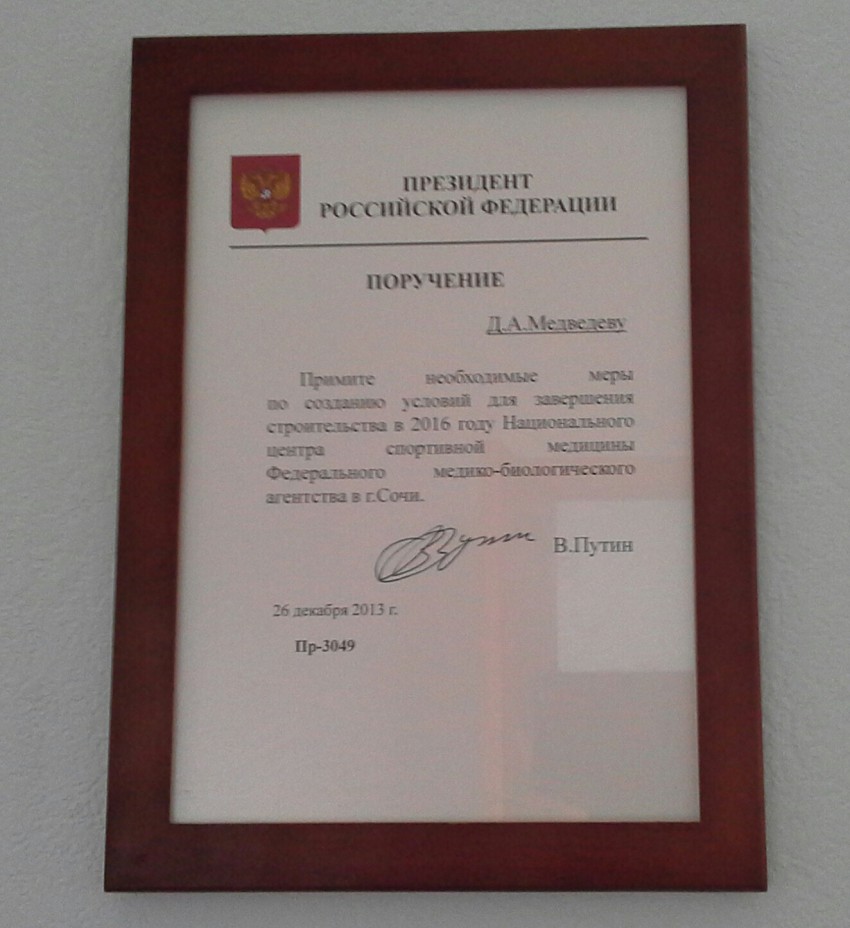 ПРЕЗИДЕНТ
РОССИЙСКОЙ ФЕДЕРАЦИИ
ПОРУЧЕНИЕ
Д.А.Медведеву
Примите необходимые меры
по созданию условий для завершения
строительства в 2016 году Национального
центра спортивной медицины
Федерального медико-биологического
агентства в г.Сочи.
В.Путин
26 декабря 2013 г.
Пр-3049